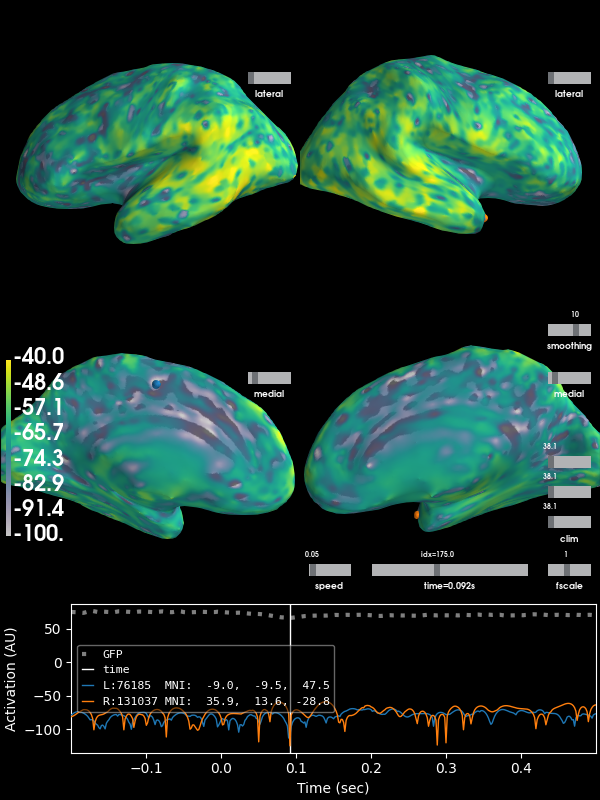 lateral
lateral
10
smoothing
medial
medial
-40.0
-48.6
-57.1
-65.7
-74.3
-82.9
-91.4
-100.
38.1
38.1
38.1
clim
0.05
speed
idx=175.0
time=0.092s
1
fscale
Activation (AU)
50
0
−50
−100
GFP
time
L:76185 MNI: -9.0, -9.5, 47.5
R:131037 MNI: 35.9, 13.6, -28.8
−0.1
0.0
0.1
0.2
0.3
0.4
Time (sec)